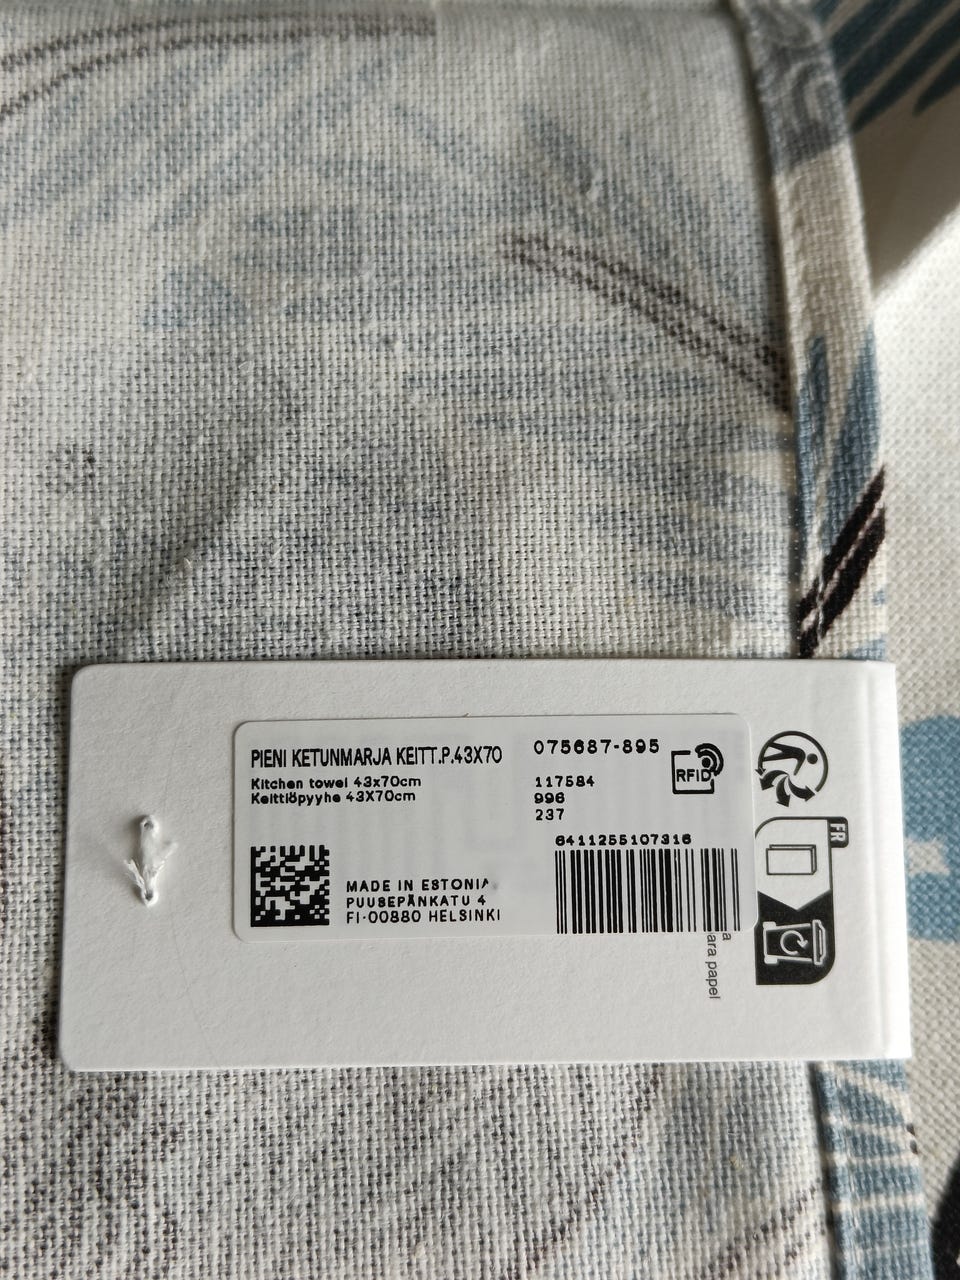 PIENI KETUNMARJA KEITT.P.43X70
Kitchen towel 43x70cm
Keittiöpyyhe 43X70cm
075687-895
117584
996
237
RFID
6411255107316
MADE IN ESTONIA
PUUSEPÄNKATU 4
FI-00880 HELSINKI
FR
ara papel